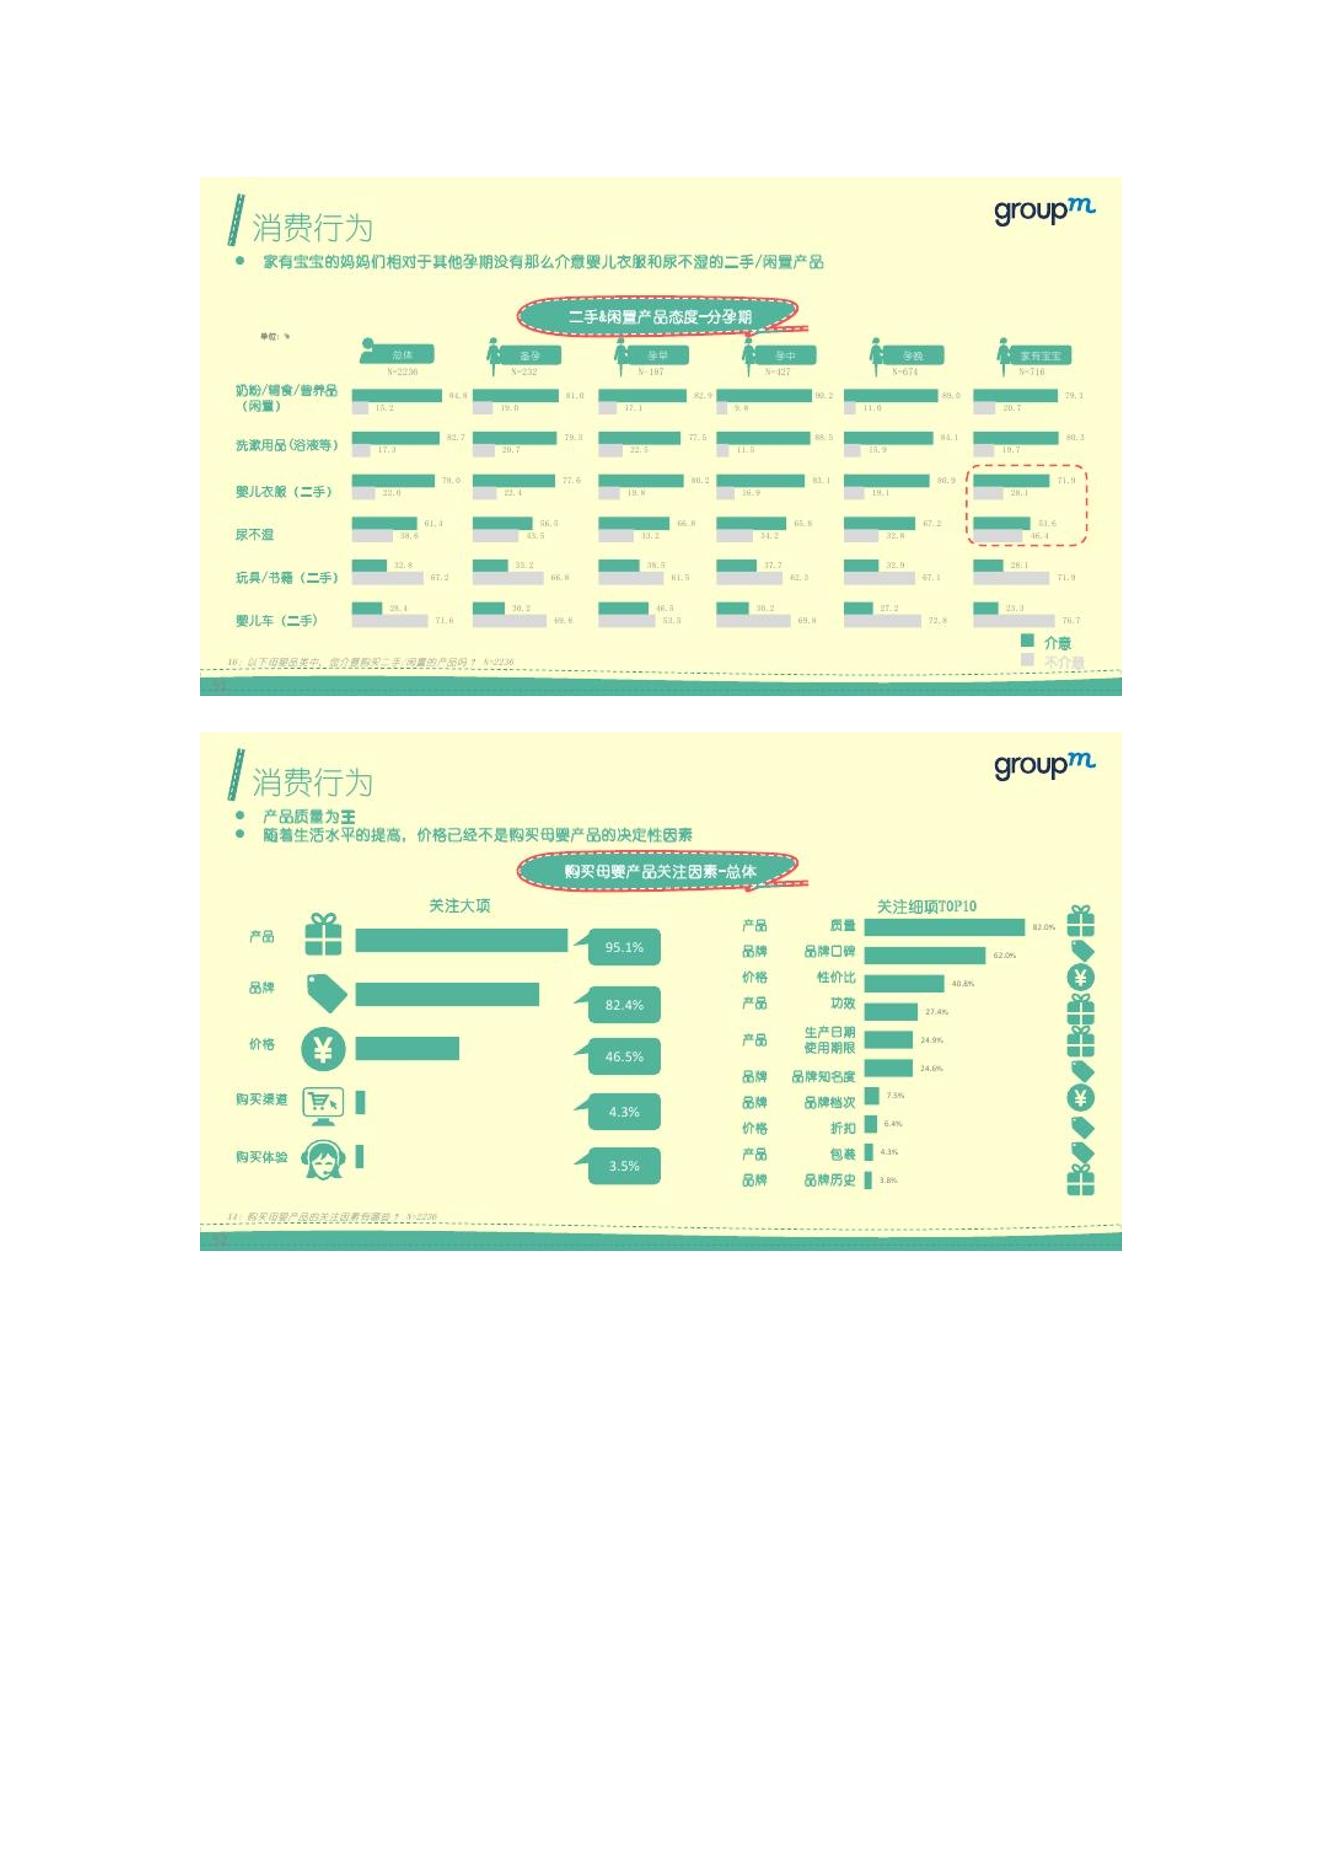 消费行为
groupm
家有宝宝的妈妈们相对于其他孕期没有那么介意婴儿衣服和尿不湿的二手/闲置产品
二手&闲置产品态度-分孕期
单位：%
总体 备孕 孕早 孕中 孕晚 家有宝宝
N=2236 N=232 N=187 N=427 N=674 N=716
奶粉/辅食/营养品
（闲置）
84.8 81.0 82.9 90.2 89.0 79.3
15.2 19.0 17.1 9.8 11.0 20.7
洗漱用品(浴液等)
82.7 79.3 77.5 88.5 84.1 80.3
17.3 20.7 22.5 11.5 15.9 19.7
婴儿衣服（二手）
78.0 77.6 80.2 83.1 80.9 71.9
22.0 22.4 19.8 16.9 19.1 28.1
尿不湿
61.4 56.5 66.8 65.8 67.2 53.6
38.6 43.5 33.2 34.2 32.8 46.4
玩具/书籍（二手）
32.8 33.2 38.5 37.7 32.9 28.1
67.2 66.8 61.5 62.3 67.1 71.9
婴儿车（二手）
28.4 30.2 46.5 30.2 27.2 23.3
71.6 69.8 53.5 69.8 72.8 76.7
介意
不介意
16：以下母婴品类中，您介意购买二手/闲置的产品吗？ N=2236
51
消费行为
groupm
产品质量为王
随着生活水平的提高，价格已经不是购买母婴产品的决定性因素
购买母婴产品关注因素-总体
关注大项
产品 95.1%
品牌 82.4%
价格 46.5%
购买渠道 4.3%
购买体验 3.5%
关注细项TOP10
产品 质量 82.0%
品牌 品牌口碑 62.0%
价格 性价比 40.8%
产品 功效 27.4%
产品 生产日期
使用期限 24.9%
品牌 品牌知名度 24.6%
品牌 品牌档次 7.5%
价格 折扣 6.4%
产品 包装 4.3%
品牌 品牌历史 3.8%
14：购买母婴产品的关注因素有哪些？ N=2236
52